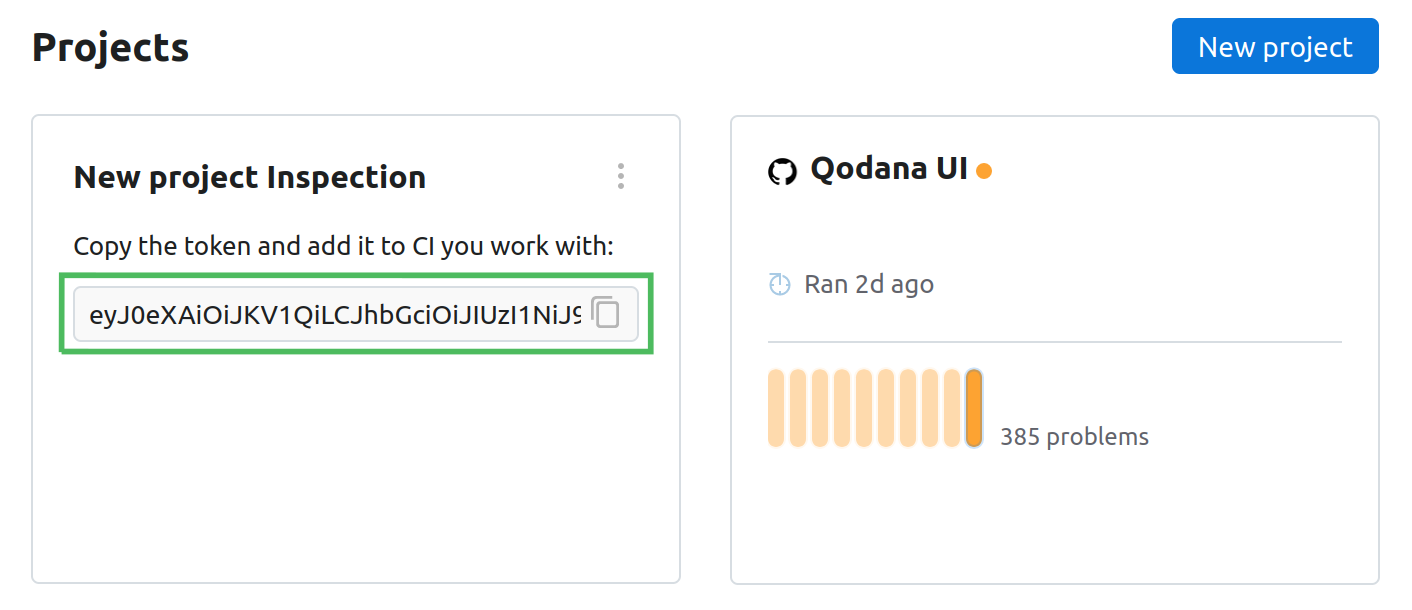 Projects
New project
New project Inspection
Copy the token and add it to CI you work with:
eyJ0eXAiOiJKV1QiLCJhbGciOiJIUzI1NiJ9
Qodana UI
Ran 2d ago
385 problems